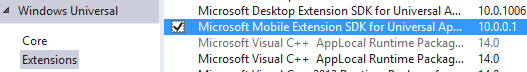 Windows Universal
Core
Extensions
Microsoft Desktop Extension SDK for Universal A... 10.0.1006
Microsoft Mobile Extension SDK for Universal Ap... 10.0.0.1
Microsoft Visual C++ AppLocal Runtime Packag... 14.0
Microsoft Visual C++ AppLocal Runtime Packag... 14.0